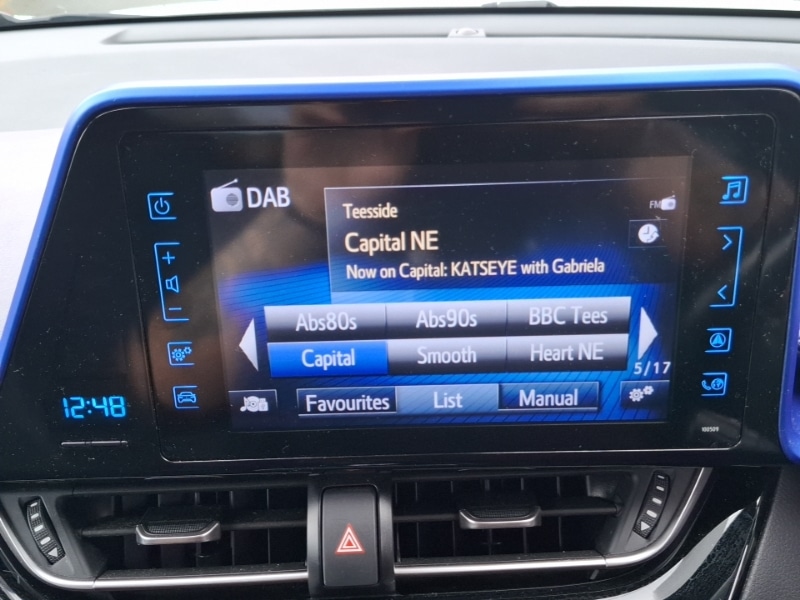 DAB
Teesside
FM
Capital NE
Now on Capital: KATSEYE with Gabriela
Abs80s Abs90s BBC Tees
Capital Smooth Heart NE
5/17
Favourites List Manual
12:48
100509